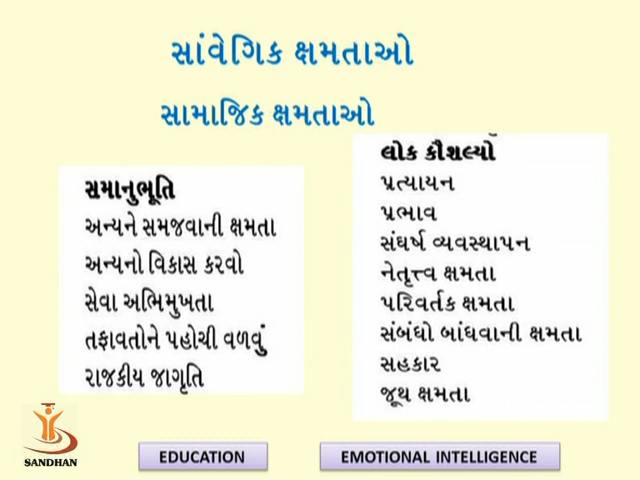 સાંવેગિક ક્ષમતાઓ
સામાજિક ક્ષમતાઓ
સમાનુભૂતિ
અન્યને સમજવાની ક્ષમતા
અન્યનો વિકાસ કરવો
સેવા અભિમુખતા
તફાવતોને પહોચી વળવું
રાજકીય જાગૃતિ
લોક કૌશલ્યો
પ્રત્યાયન
પ્રભાવ
સંઘર્ષ વ્યવસ્થાપન
નેતૃત્ત્વ ક્ષમતા
પરિવર્તક ક્ષમતા
સંબંધો બાંધવાની ક્ષમતા
સહકાર
જૂથ ક્ષમતા
SANDHAN
EDUCATION
EMOTIONAL INTELLIGENCE